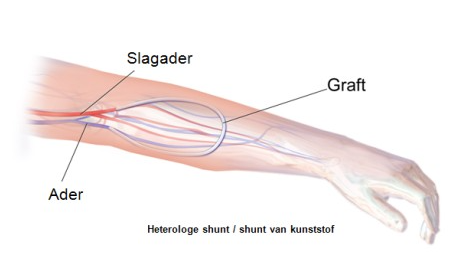 Slagader
Graft
Ader
Heterologe shunt / shunt van kunststof